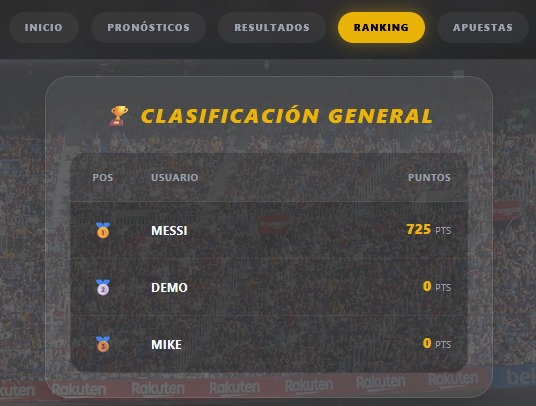 INICIO PRONÓSTICOS RESULTADOS RANKING APUESTAS
CLASIFICACIÓN GENERAL
POS USUARIO PUNTOS
1 MESSI 725 PTS
2 DEMO 0 PTS
3 MIKE 0 PTS
Rakuten Rakuten Rakuten Rakuten Rakuten beko